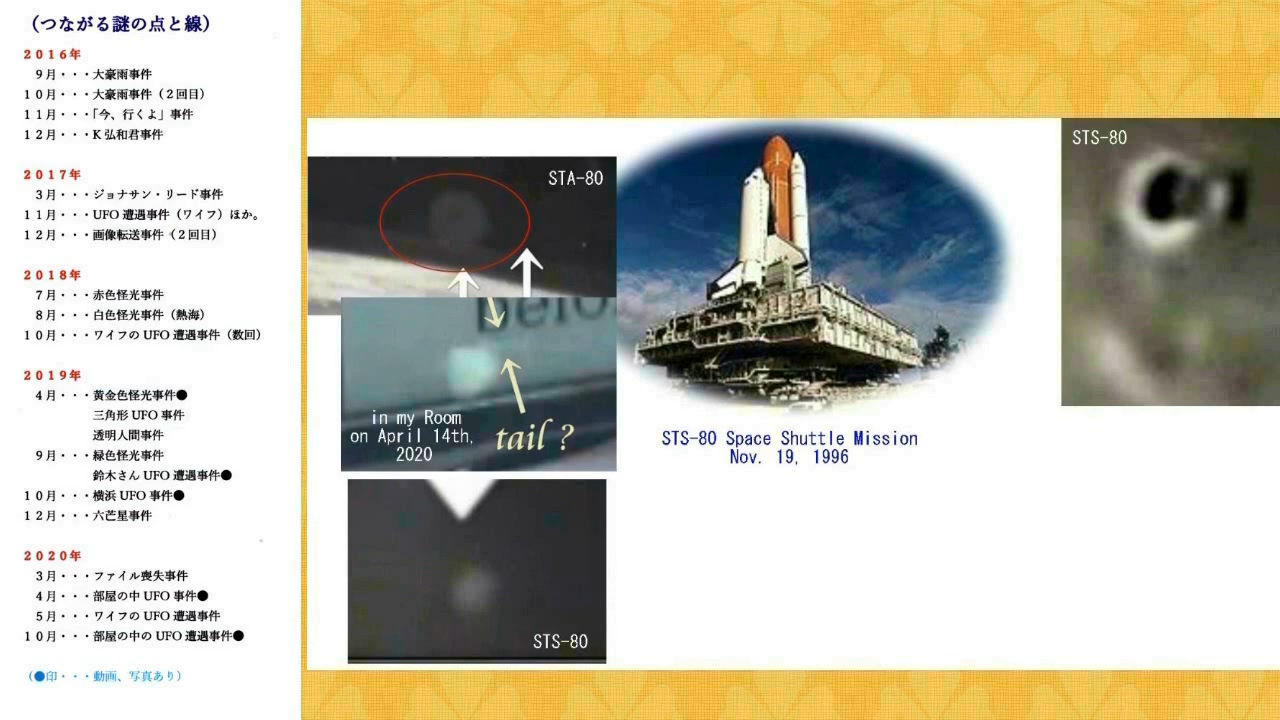 （つながる謎の点と線）
２０１６年
９月・・・大豪雨事件
１０月・・・大豪雨事件（２回目）
１１月・・・「今、行くよ」事件
１２月・・・K 弘和君事件
２０１７年
３月・・・ジョナサン・リード事件
１１月・・・UFO 遭遇事件（ワイフ）ほか。
１２月・・・画像転送事件（２回目）
２０１８年
７月・・・赤色怪光事件
８月・・・白色怪光事件（熱海）
１０月・・・ワイフの UFO 遭遇事件（数回）
２０１９年
４月・・・黄金色怪光事件●
三角形 UFO 事件
透明人間事件
９月・・・緑色怪光事件
鈴木さん UFO 遭遇事件●
１０月・・・横浜 UFO 事件●
１２月・・・六芒星事件
２０２０年
３月・・・ファイル喪失事件
４月・・・部屋の中 UFO 事件●
５月・・・ワイフの UFO 遭遇事件
１０月・・・部屋の中の UFO 遭遇事件●
（●印・・・動画、写真あり）
STA-80
in my Room
on April 14th,
2020
tail ?
STS-80
STS-80 Space Shuttle Mission
Nov. 19, 1996
STS-80